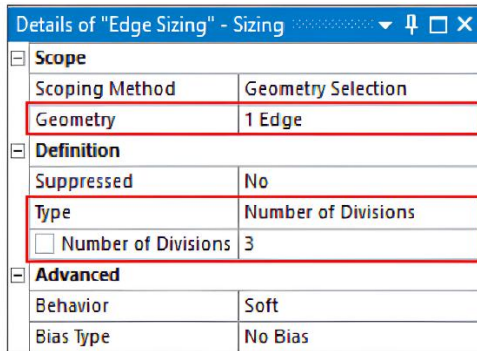 Details of "Edge Sizing" - Sizing
Scope
Scoping Method Geometry Selection
Geometry 1 Edge
Definition
Suppressed No
Type Number of Divisions
Number of Divisions 3
Advanced
Behavior Soft
Bias Type No Bias